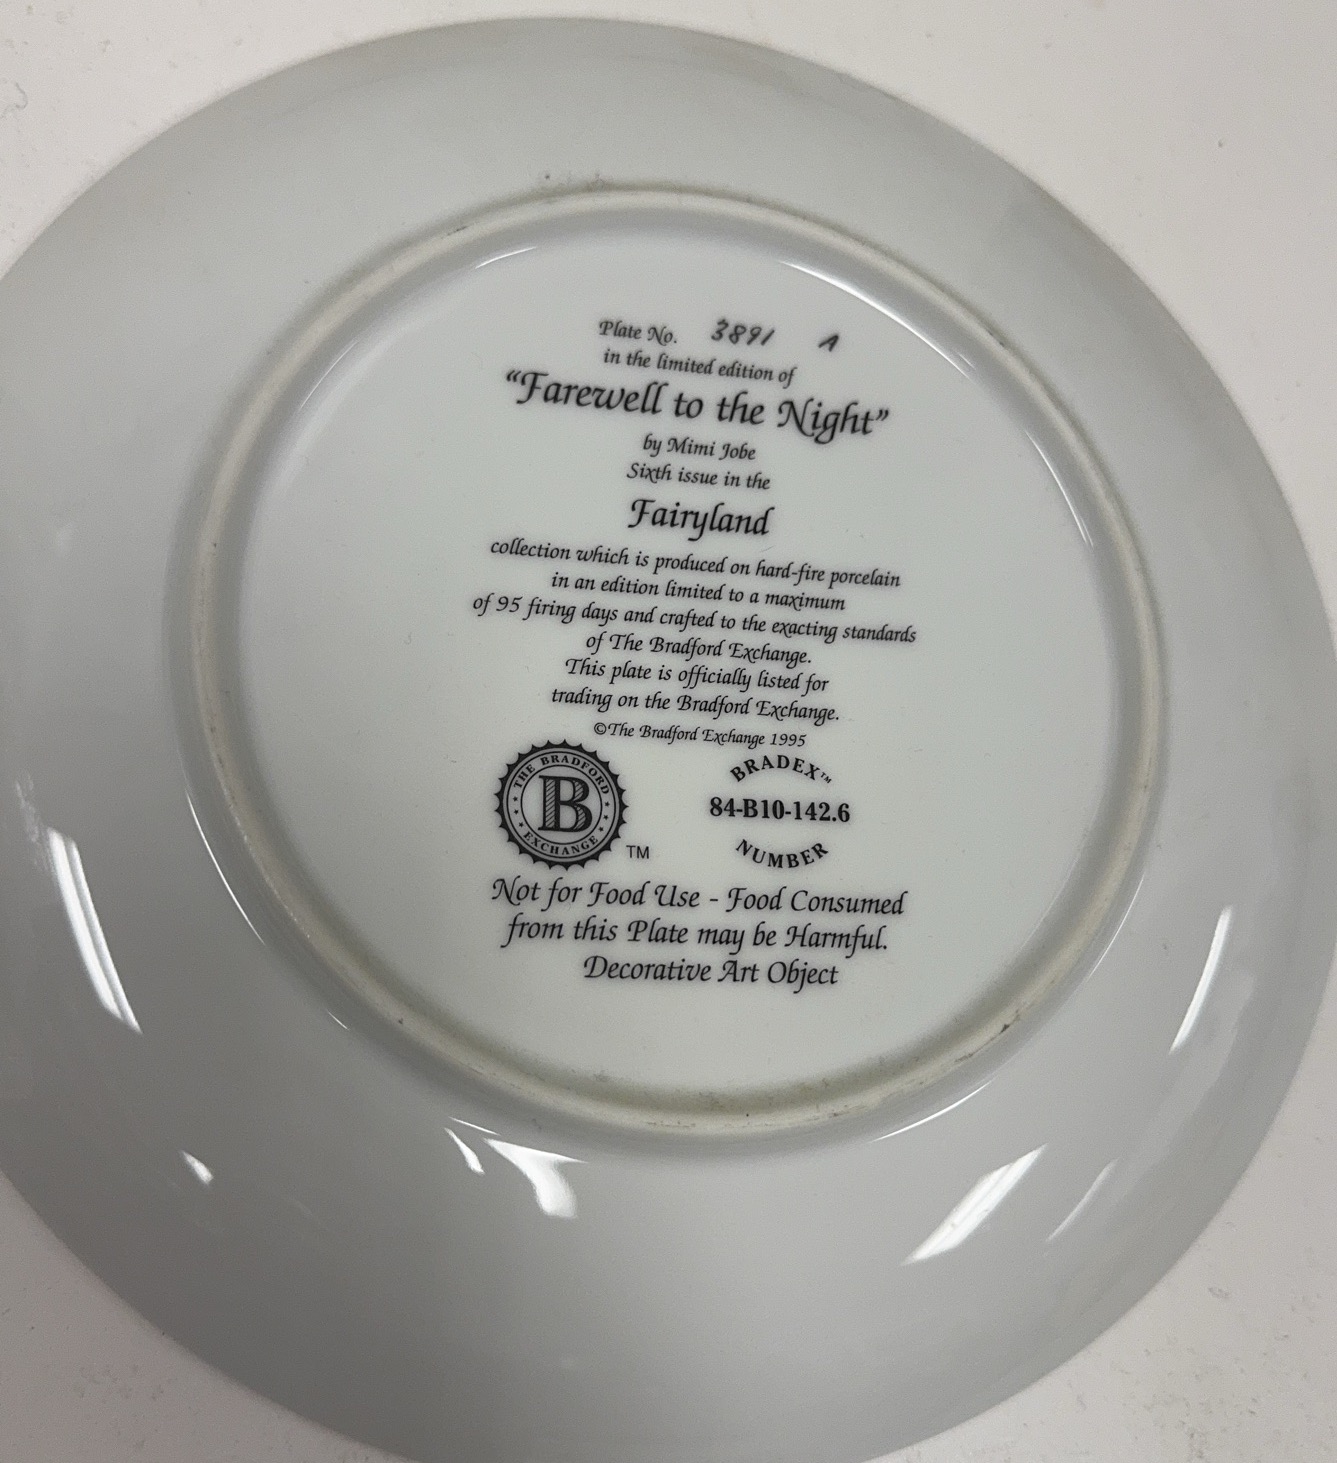 Plate No. 3891 A
in the limited edition of
“Farewell to the Night”
by Mimi Jobe
Sixth issue in the
Fairyland
collection which is produced on hard-fire porcelain
in an edition limited to a maximum
of 95 firing days and crafted to the exacting standards
of The Bradford Exchange.
This plate is officially listed for
trading on the Bradford Exchange.
©The Bradford Exchange 1995
THE BRADFORD
B
EXCHANGE
TM
BRADEX™
84-B10-142.6
NUMBER
Not for Food Use - Food Consumed
from this Plate may be Harmful.
Decorative Art Object